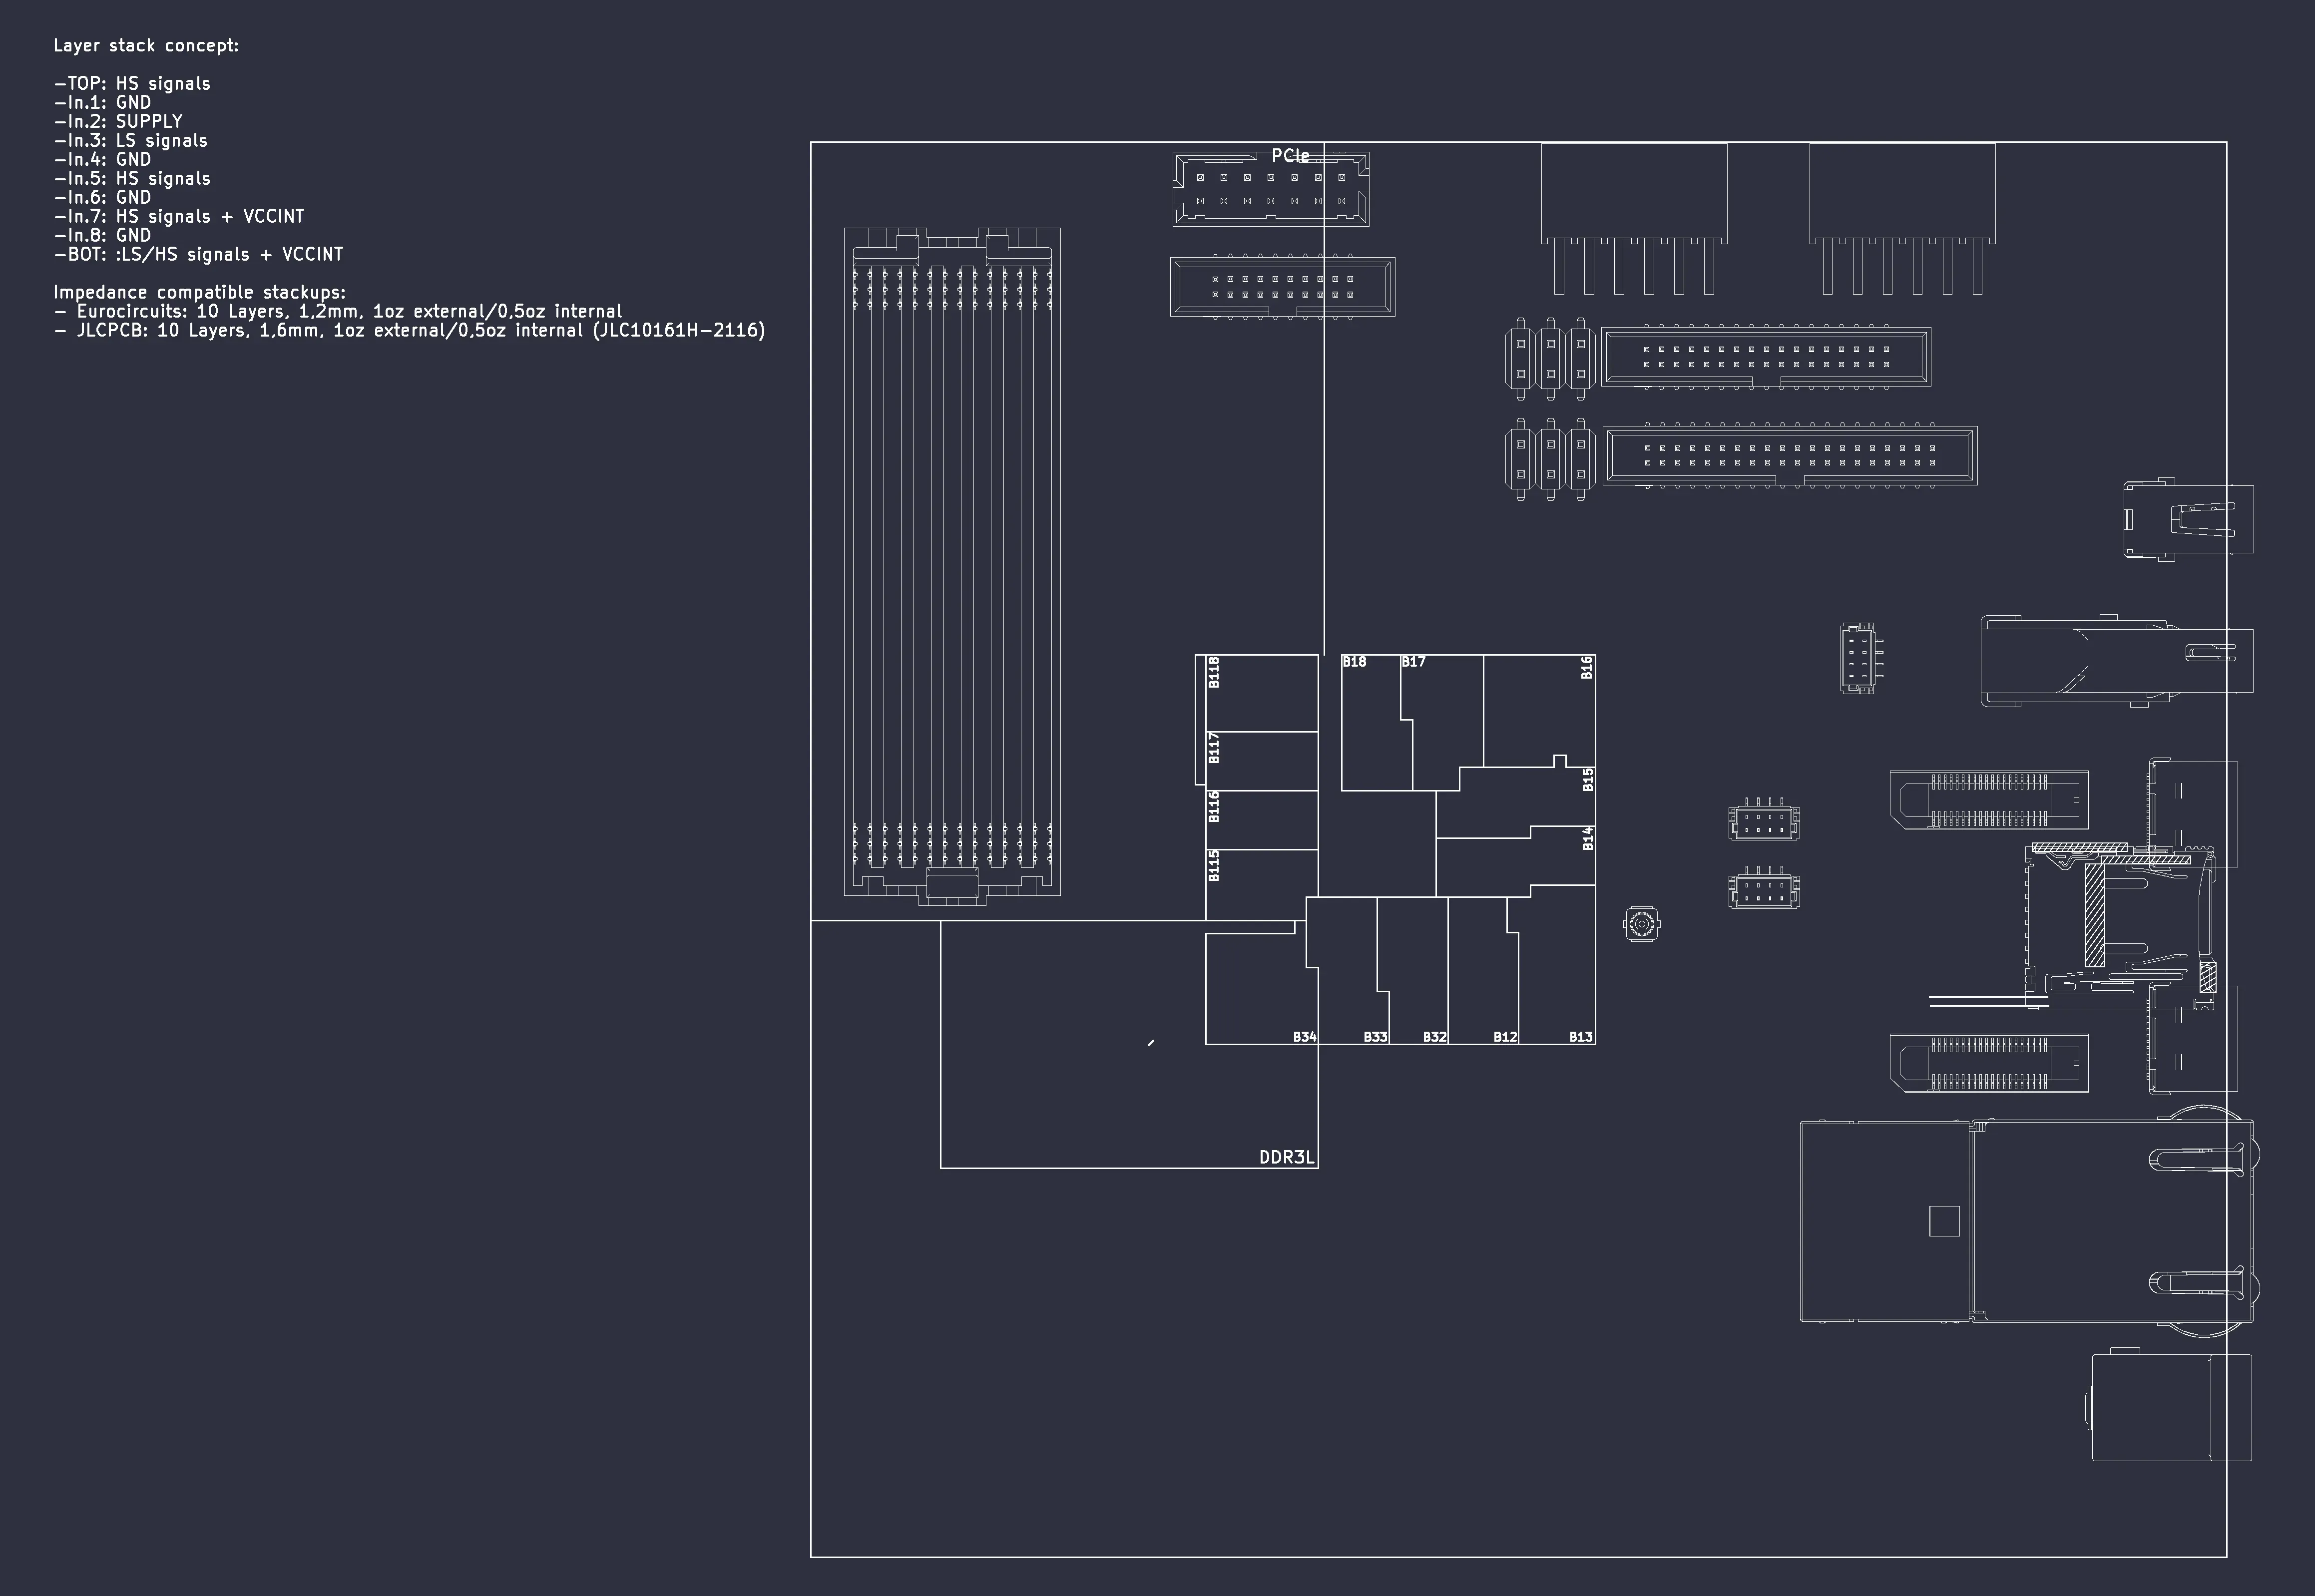 Layer stack concept:
-TOP: HS signals
-In.1: GND
-In.2: SUPPLY
-In.3: LS signals
-In.4: GND
-In.5: HS signals
-In.6: GND
-In.7: HS signals + VCCINT
-In.8: GND
-BOT: :LS/HS signals + VCCINT
Impedance compatible stackups:
- Eurocircuits: 10 Layers, 1,2mm, 1oz external/0,5oz internal
- JLCPCB: 10 Layers, 1,6mm, 1oz external/0,5oz internal (JLC10161H-2116)
PCIe
B118
B18
B17
B16
B117
B15
B116
B14
B115
B34
B33
B32
B12
B13
DDR3L